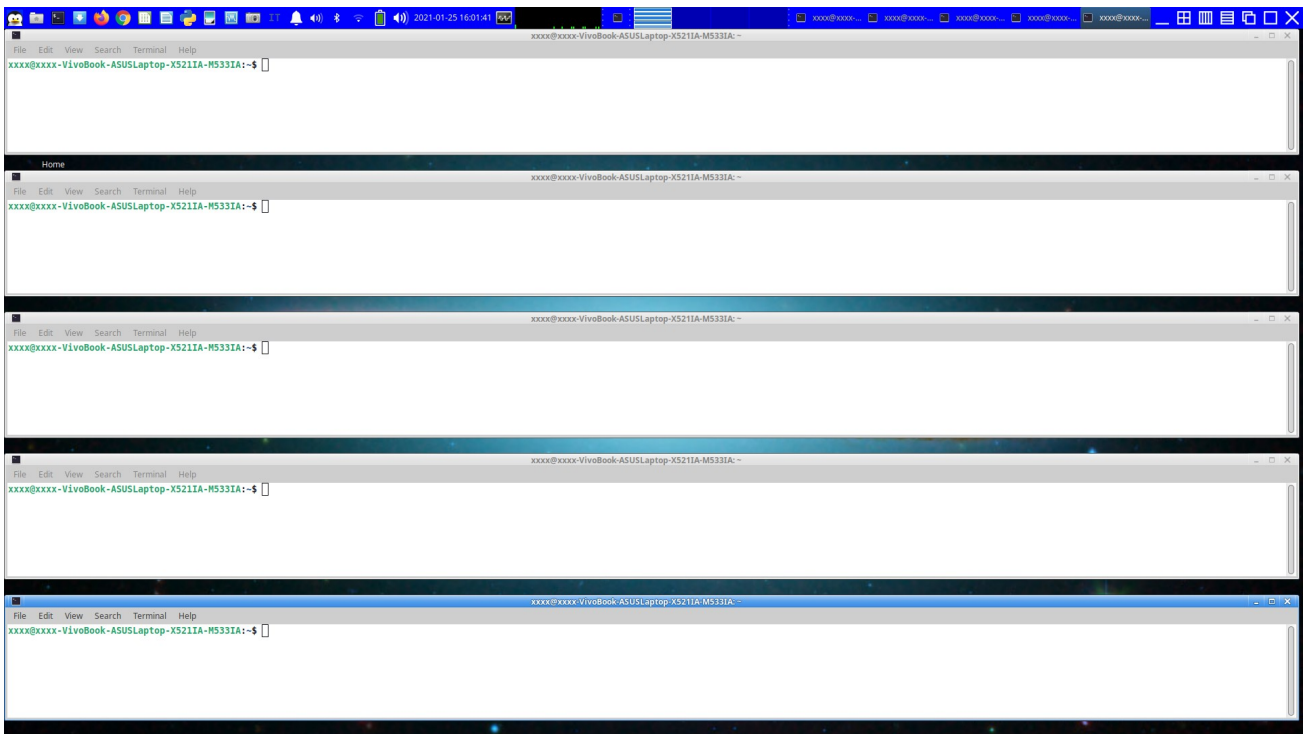 IT 2021-01-25 16:01:41 xxxx@xxxx-... xxxx@xxxx-... xxxx@xxxx-... xxxx@xxxx-... xxxx@xxxx-...
xxxx@xxxx-VivoBook-ASUSLaptop-X521IA-M533IA: ~
File Edit View Search Terminal Help
xxxx@xxxx-VivoBook-ASUSLaptop-X521IA-M533IA:~$
Home
xxxx@xxxx-VivoBook-ASUSLaptop-X521IA-M533IA: ~
File Edit View Search Terminal Help
xxxx@xxxx-VivoBook-ASUSLaptop-X521IA-M533IA:~$
xxxx@xxxx-VivoBook-ASUSLaptop-X521IA-M533IA: ~
File Edit View Search Terminal Help
xxxx@xxxx-VivoBook-ASUSLaptop-X521IA-M533IA:~$
xxxx@xxxx-VivoBook-ASUSLaptop-X521IA-M533IA: ~
File Edit View Search Terminal Help
xxxx@xxxx-VivoBook-ASUSLaptop-X521IA-M533IA:~$
xxxx@xxxx-VivoBook-ASUSLaptop-X521IA-M533IA: ~
File Edit View Search Terminal Help
xxxx@xxxx-VivoBook-ASUSLaptop-X521IA-M533IA:~$